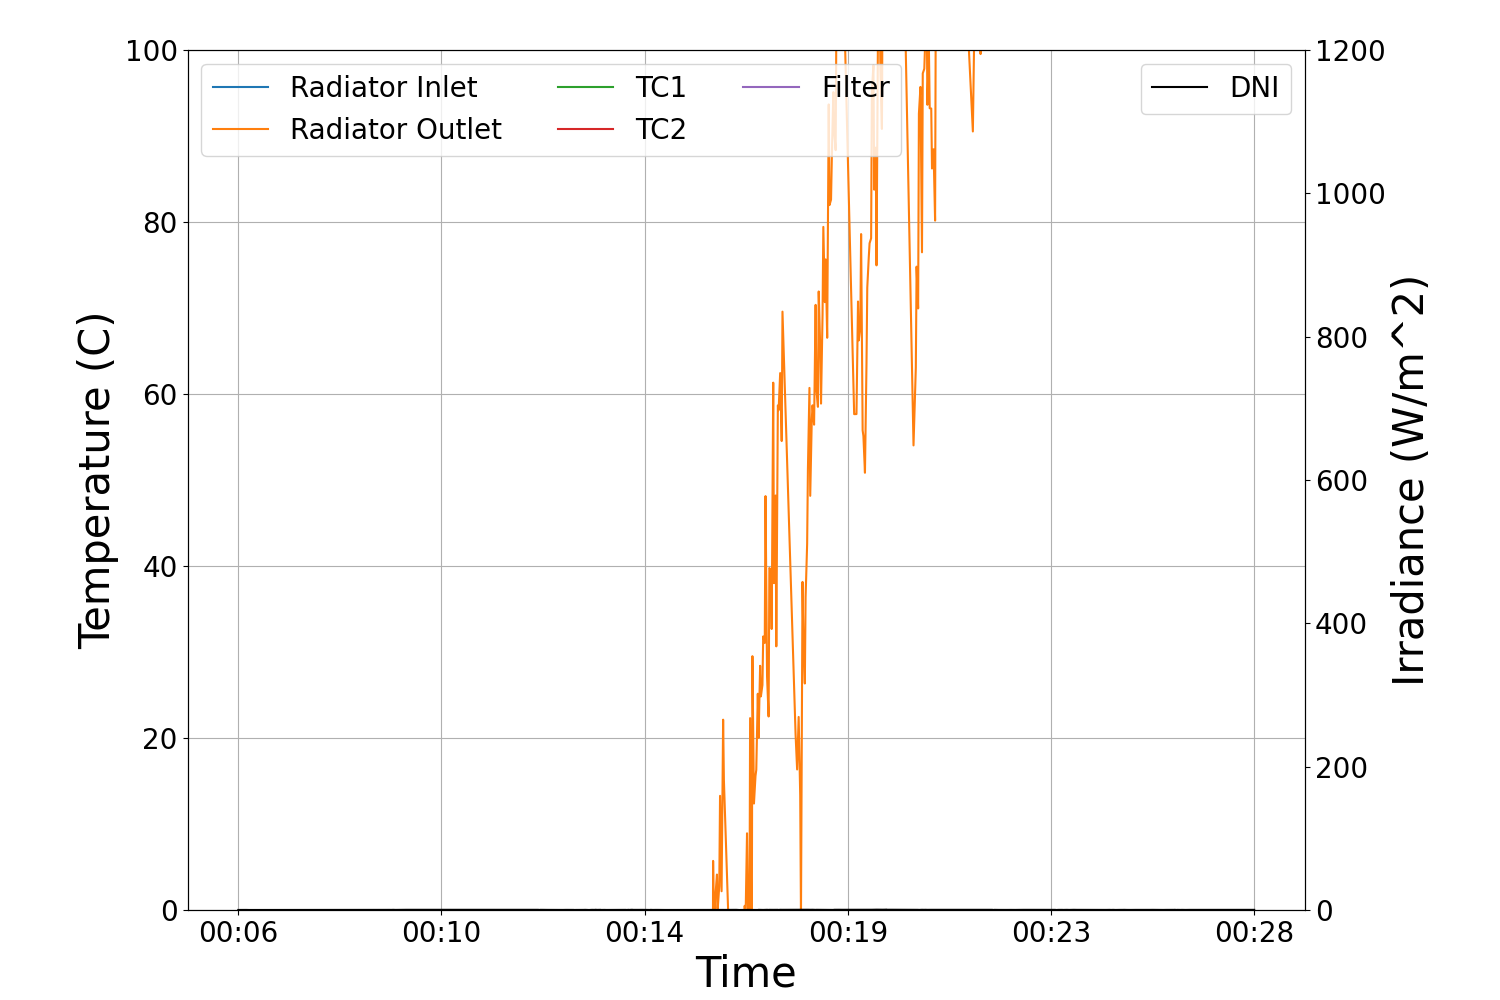 100
80
60
40
20
0
Temperature (C)
Radiator Inlet
Radiator Outlet
TC1
TC2
Filter
DNI
1200
1000
800
600
400
200
0
Irradiance (W/m^2)
00:06 00:10 00:14 00:19 00:23 00:28
Time